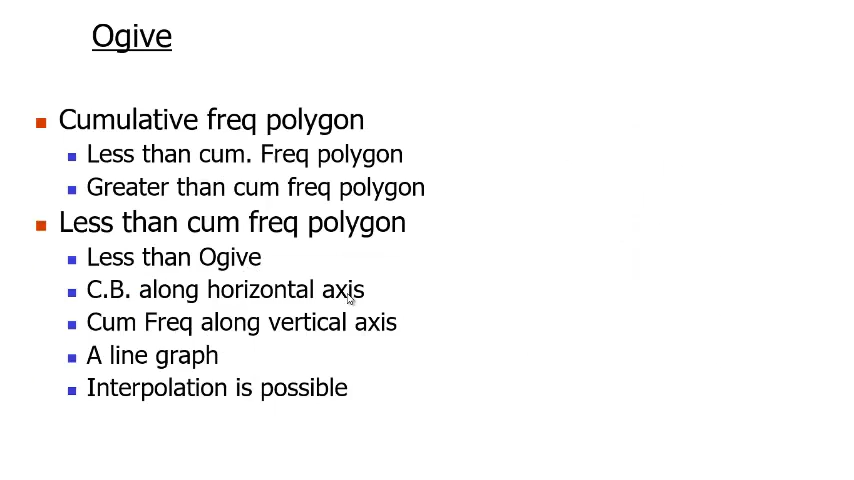 Ogive
Cumulative freq polygon
Less than cum. Freq polygon
Greater than cum freq polygon
Less than cum freq polygon
Less than Ogive
C.B. along horizontal axis
Cum Freq along vertical axis
A line graph
Interpolation is possible